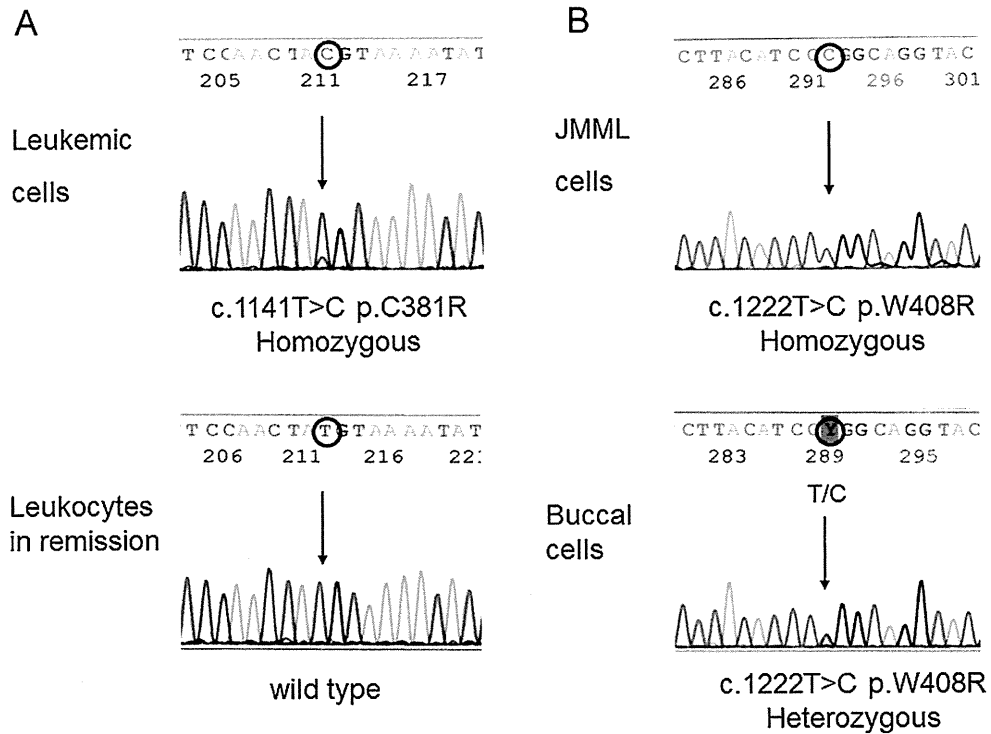 A
T C C A A C T A C G T A A A A T A T
205 211 217
Leukemic
cells
c.1141T>C p.C381R
Homozygous
T C C A A C T A T G T A A A A T A T
206 211 216 221
Leukocytes
in remission
wild type
B
C T T A C A T C C C G G C A G G T A C
286 291 296 301
JMML
cells
c.1222T>C p.W408R
Homozygous
C T T A C A T C C Y G G C A G G T A C
283 289 295
T/C
Buccal
cells
c.1222T>C p.W408R
Heterozygous